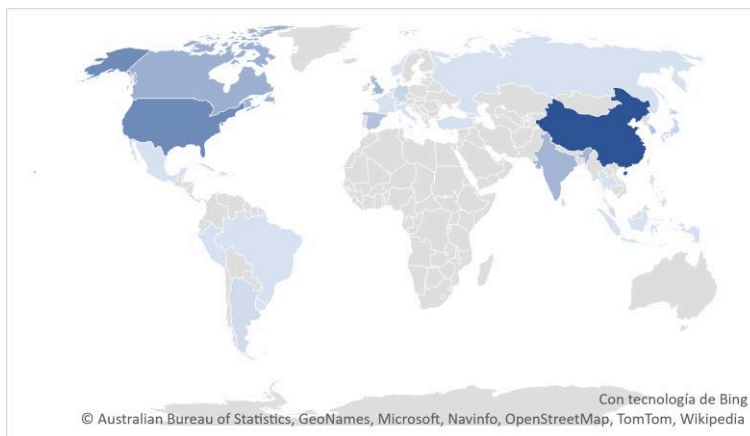 Con tecnología de Bing
© Australian Bureau of Statistics, GeoNames, Microsoft, Navinfo, OpenStreetMap, TomTom, Wikipedia